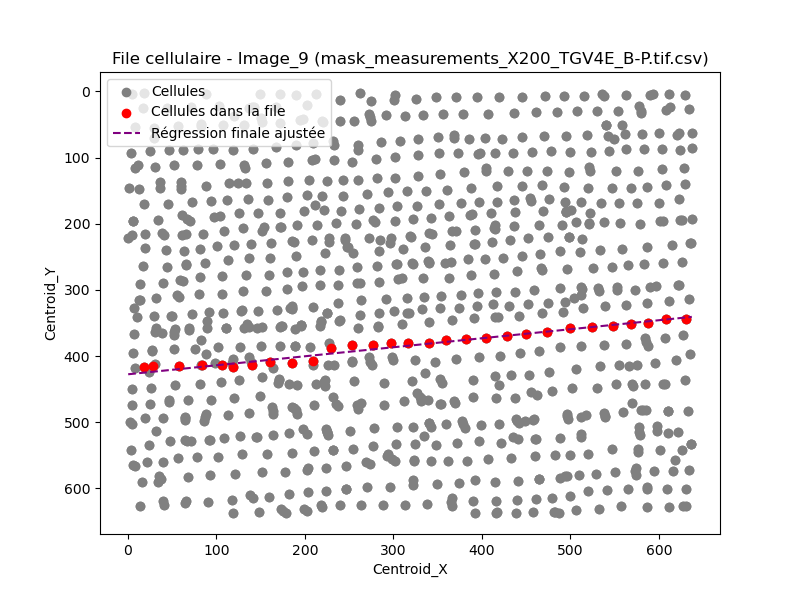 File cellulaire - Image_9 (mask_measurements_X200_TGV4E_B-P.tif.csv)
Cellules
Cellules dans la file
Régression finale ajustée
0
100
200
300
400
500
600
Centroid_Y
0 100 200 300 400 500 600
Centroid_X